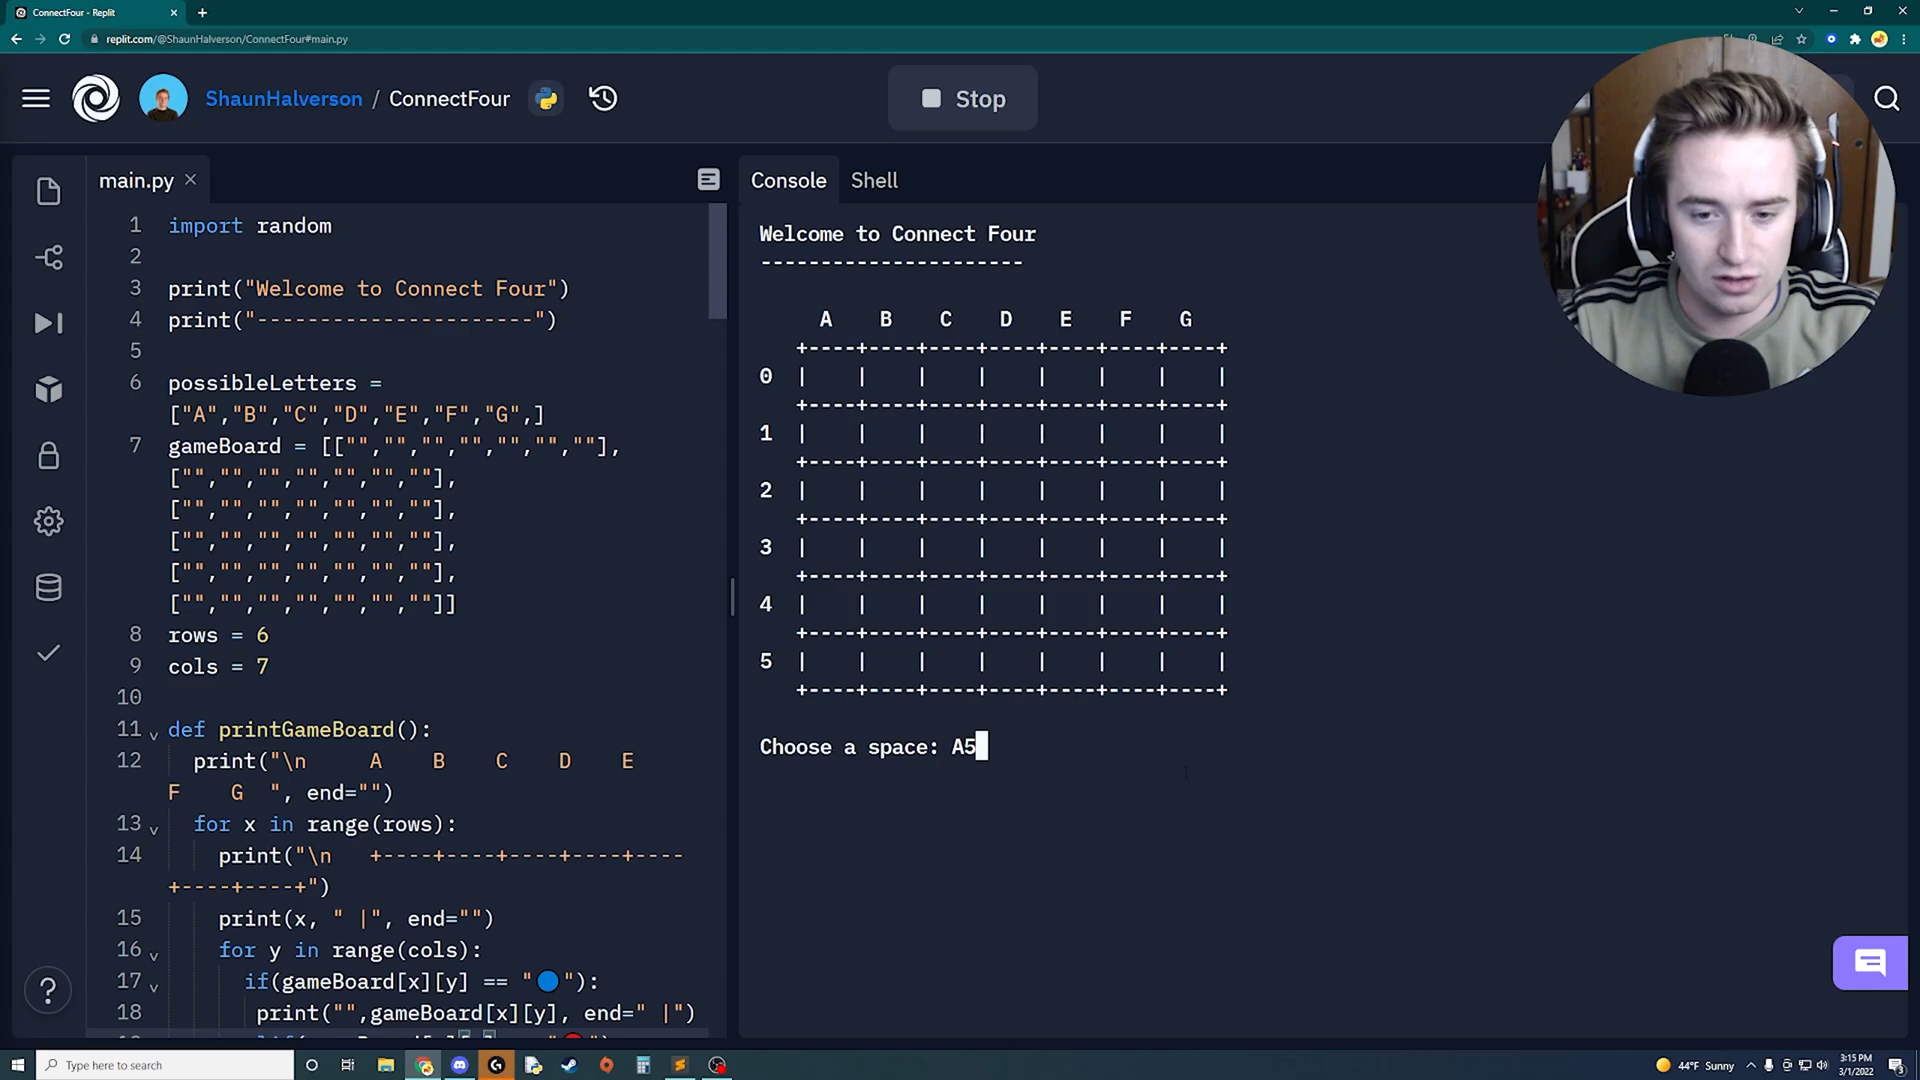 ConnectFour - Replit
replit.com/@ShaunHalverson/ConnectFour#main.py
ShaunHalverson / ConnectFour
Stop
main.py
Console Shell
1 import random
2
3 print("Welcome to Connect Four")
4 print("----------------------")
5
6 possibleLetters =
["A","B","C","D","E","F","G",]
7 gameBoard = [["","","","","","",""],
["","","","","","",""],
["","","","","","",""],
["","","","","","",""],
["","","","","","",""],
["","","","","","",""]]
8 rows = 6
9 cols = 7
10
11 def printGameBoard():
12 print("\n     A    B    C    D    E
F    G  ", end="")
13 for x in range(rows):
14 print("\n   +----+----+----+----+----
+----+----+")
15 print(x, " |", end="")
16 for y in range(cols):
17 if(gameBoard[x][y] == "🔵"):
18 print("",gameBoard[x][y], end=" |")
Welcome to Connect Four
----------------------
A B C D E F G
+----+----+----+----+----+----+----+
0 | | | | | | | |
+----+----+----+----+----+----+----+
1 | | | | | | | |
+----+----+----+----+----+----+----+
2 | | | | | | | |
+----+----+----+----+----+----+----+
3 | | | | | | | |
+----+----+----+----+----+----+----+
4 | | | | | | | |
+----+----+----+----+----+----+----+
5 | | | | | | | |
+----+----+----+----+----+----+----+
Choose a space: A5
Type here to search
44°F Sunny
3:15 PM
3/1/2022